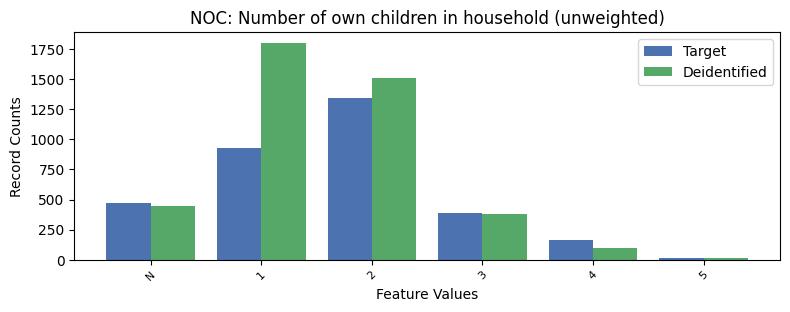 NOC: Number of own children in household (unweighted)
Target
Deidentified
Record Counts
1750
1500
1250
1000
750
500
250
0
N 1 2 3 4 5
Feature Values